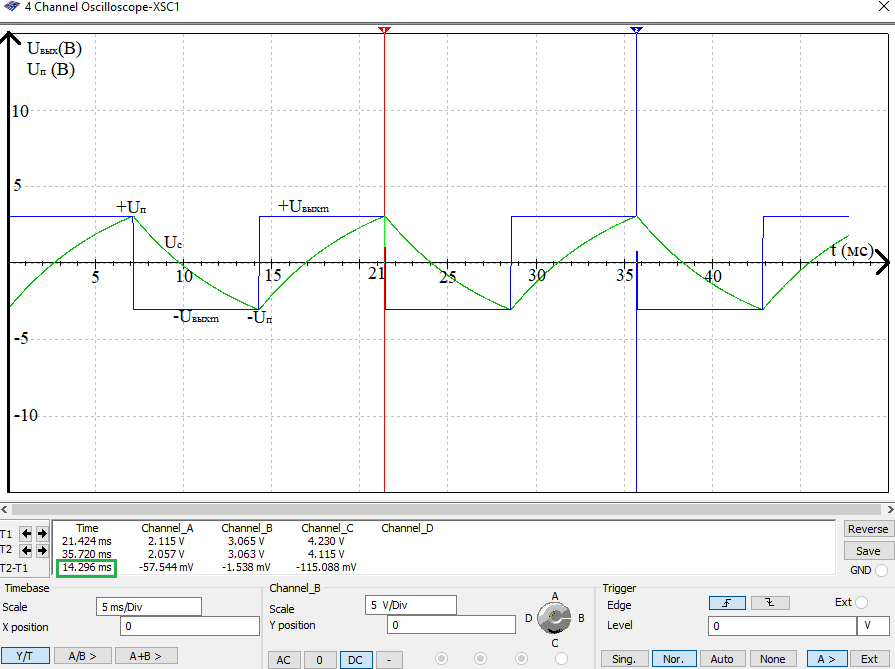 4 Channel Oscilloscope-XSC1
Uвых(В)
Uп (В)
10
5
+Uп
+Uвыхm
Uc
t (мс)
5 10 15 21 25 30 35 40
-Uвыхm -Uп
-5
-10
Time Channel_A Channel_B Channel_C Channel_D
T1 21.424 ms 2.115 V 3.065 V 4.230 V
T2 35.720 ms 2.057 V 3.063 V 4.115 V
T2-T1 14.296 ms -57.544 mV -1.538 mV -115.088 mV
Reverse
Save
GND
Timebase
Scale 5 ms/Div
X position 0
Y/T A/B > A+B >
Channel_B
Scale 5 V/Div
Y position 0
AC 0 DC -
A
D B
C
Trigger
Edge Ext
Level 0 V
Sing. Nor. Auto None A > Ext